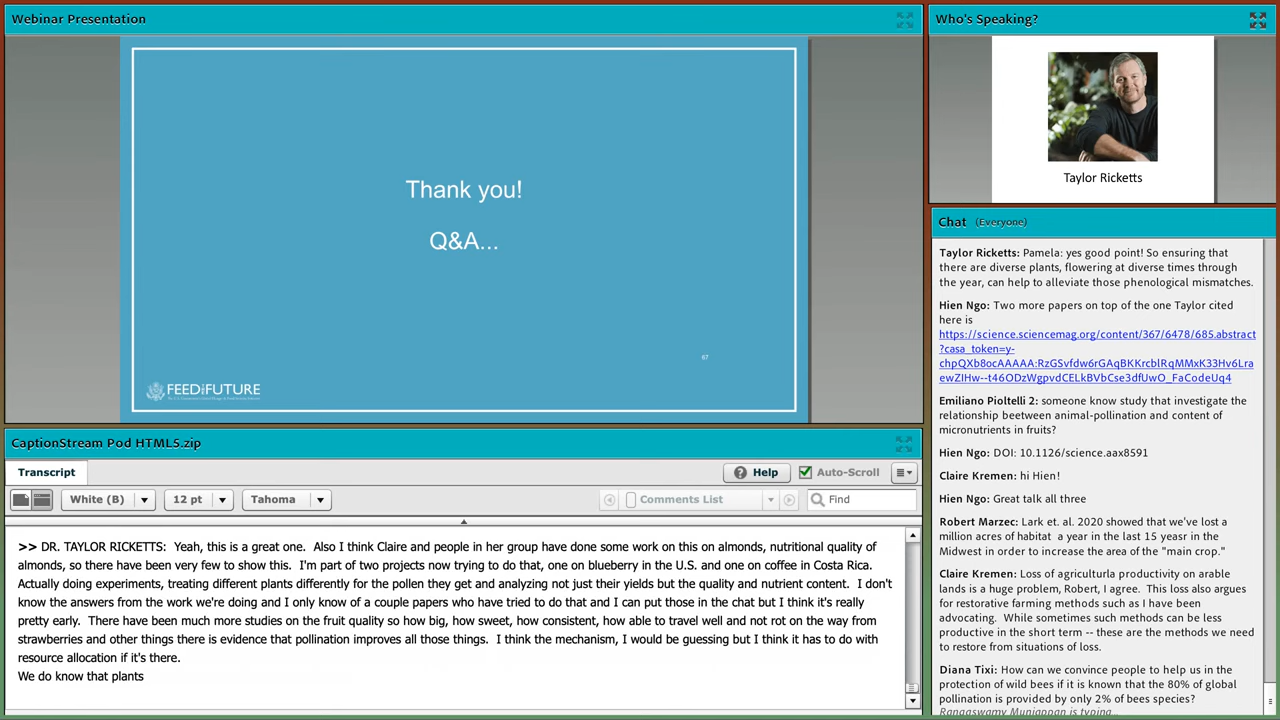 Webinar Presentation
Thank you!
Q&A...
67
FEEDTHEFUTURE
Who's Speaking?
Taylor Ricketts
CaptionStream Pod HTML5.zip
Transcript
Help
Auto-Scroll
White (B)
12 pt
Tahoma
Comments List
Find
>> DR. TAYLOR RICKETTS: Yeah, this is a great one. Also I think Claire and people in her group have done some work on this on almonds, nutritional quality of
almonds, so there have been very few to show this. I'm part of two projects now trying to do that, one on blueberry in the U.S. and one on coffee in Costa Rica.
Actually doing experiments, treating different plants differently for the pollen they get and analyzing not just their yields but the quality and nutrient content. I don't
know the answers from the work we're doing and I only know of a couple papers who have tried to do that and I can put those in the chat but I think it's really
pretty early. There have been much more studies on the fruit quality so how big, how sweet, how consistent, how able to travel well and not rot on the way from
strawberries and other things there is evidence that pollination improves all those things. I think the mechanism, I would be guessing but I think it has to do with
resource allocation if it's there.
We do know that plants
Chat (Everyone)
Taylor Ricketts: Pamela: yes good point! So ensuring that
there are diverse plants, flowering at diverse times through
the year, can help to alleviate those phenological mismatches.
Hien Ngo: Two more papers on top of the one Taylor cited
here is
https://science.sciencemag.org/content/367/6478/685.abstract
?casa_token=y-
chpQXb8ocAAAAA:RzGSvfdw6rGAqBKKrcblRqMMxK33Hv6Lra
ewZIHw--t46ODzWgpvdCELkBVbCse3dfUwO_FaCodeUq4
Emiliano Pioltelli 2: someone know study that investigate the
relationship beetween animal-pollination and content of
micronutrients in fruits?
Hien Ngo: DOI: 10.1126/science.aax8591
Claire Kremen: hi Hien!
Hien Ngo: Great talk all three
Robert Marzec: Lark et. al. 2020 showed that we've lost a
million acres of habitat a year in the last 15 yesar in the
Midwest in order to increase the area of the "main crop."
Claire Kremen: Loss of agricultural productivity on arable
lands is a huge problem, Robert, I agree. This loss also argues
for restorative farming methods such as I have been
advocating. While sometimes such methods can be less
productive in the short term -- these are the methods we need
to restore from situations of loss.
Diana Tixi: How can we convince people to help us in the
protection of wild bees if it is known that the 80% of global
pollination is provided by only 2% of bees species?
Rangaswamy Muniappan is typing...